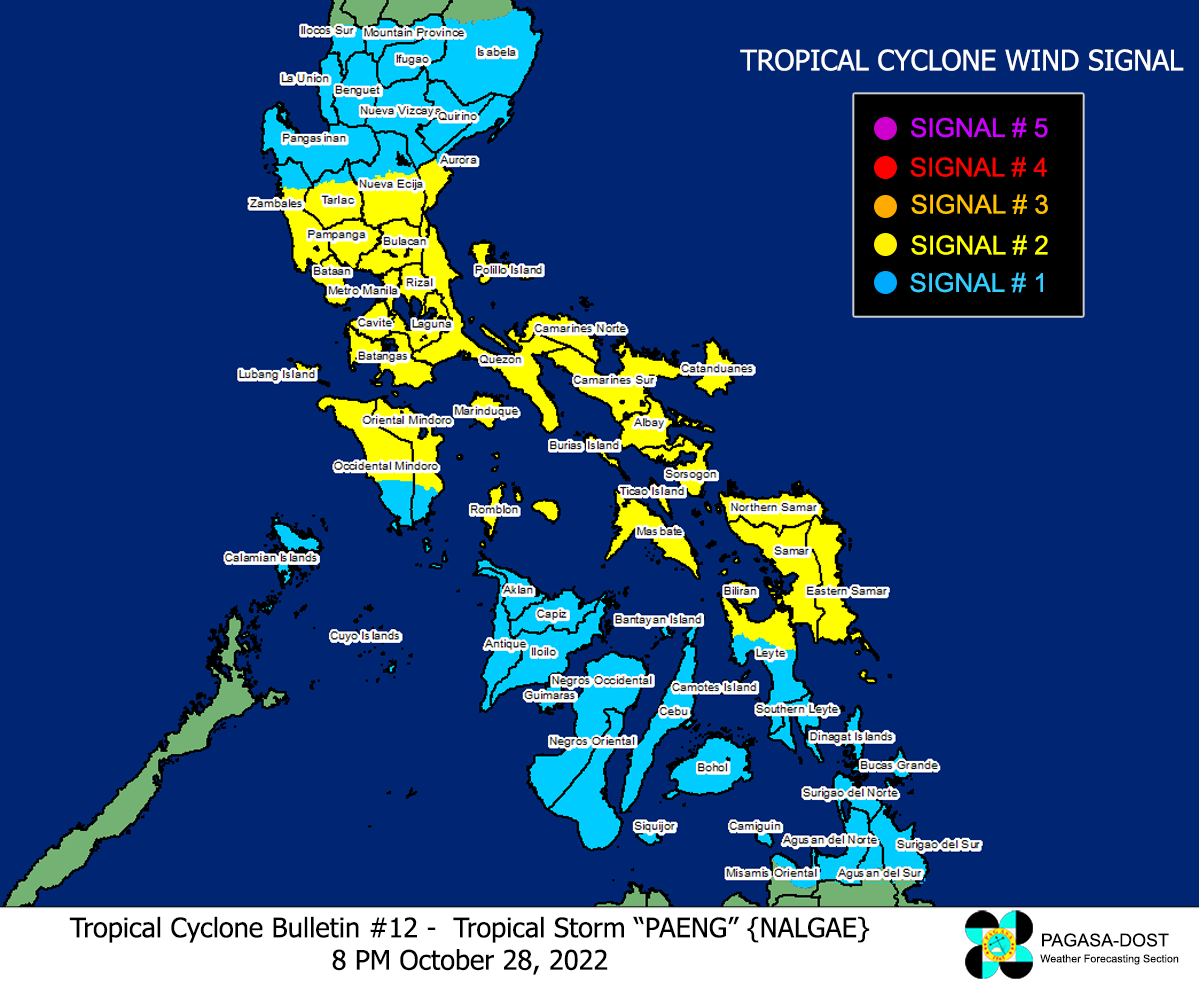 Ilocos Sur
Mountain Province
Isabela
Ifugao
La Union
Benguet
Nueva Vizcaya
Quirino
Pangasinan
Aurora
Nueva Ecija
Zambales
Tarlac
Pampanga
Bulacan
Bataan
Polillo Island
Metro Manila
Rizal
Cavite
Laguna
Camarines Norte
Batangas
Quezon
Lubang Island
Camarines Sur
Catanduanes
Marinduque
Oriental Mindoro
Albay
Burias Island
Occidental Mindoro
Sorsogon
Ticao Island
Romblon
Northern Samar
Masbate
Samar
Calamian Islands
Aklan
Biliran
Eastern Samar
Capiz
Bantayan Island
Cuyo Islands
Antique
Iloilo
Leyte
Negros Occidental
Camotes Island
Guimaras
Cebu
Southern Leyte
Negros Oriental
Dinagat Islands
Bohol
Bucas Grande
Surigao del Norte
Siquijor
Camiguin
Agusan del Norte
Surigao del Sur
Misamis Oriental
Agusan del Sur
TROPICAL CYCLONE WIND SIGNAL
SIGNAL # 5
SIGNAL # 4
SIGNAL # 3
SIGNAL # 2
SIGNAL # 1
Tropical Cyclone Bulletin #12 - Tropical Storm “PAENG” {NALGAE}
8 PM October 28, 2022
PAGASA-DOST
Weather Forecasting Section